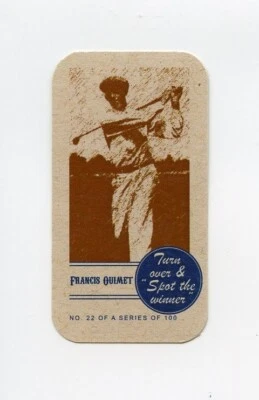 FRANCIS OUIMET
Turn
over &
"Spot the
winner"
NO. 22 OF A SERIES OF 100